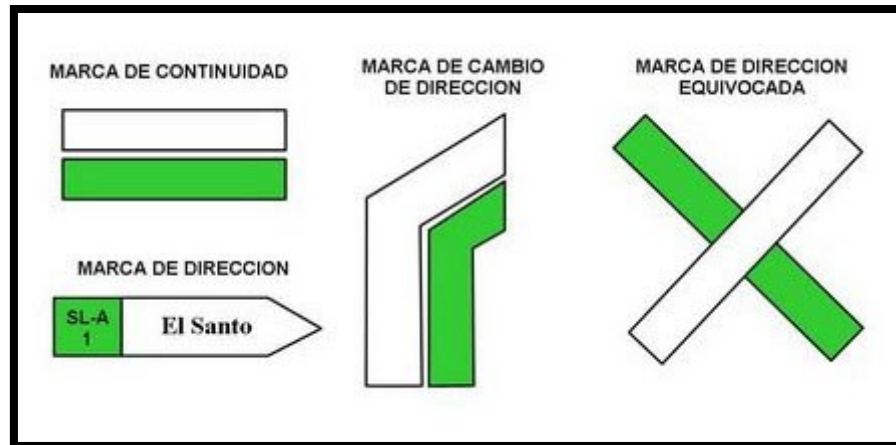 MARCA DE CONTINUIDAD
MARCA DE CAMBIO
DE DIRECCION
MARCA DE DIRECCION
EQUIVOCADA
MARCA DE DIRECCION
SL-A
1
El Santo